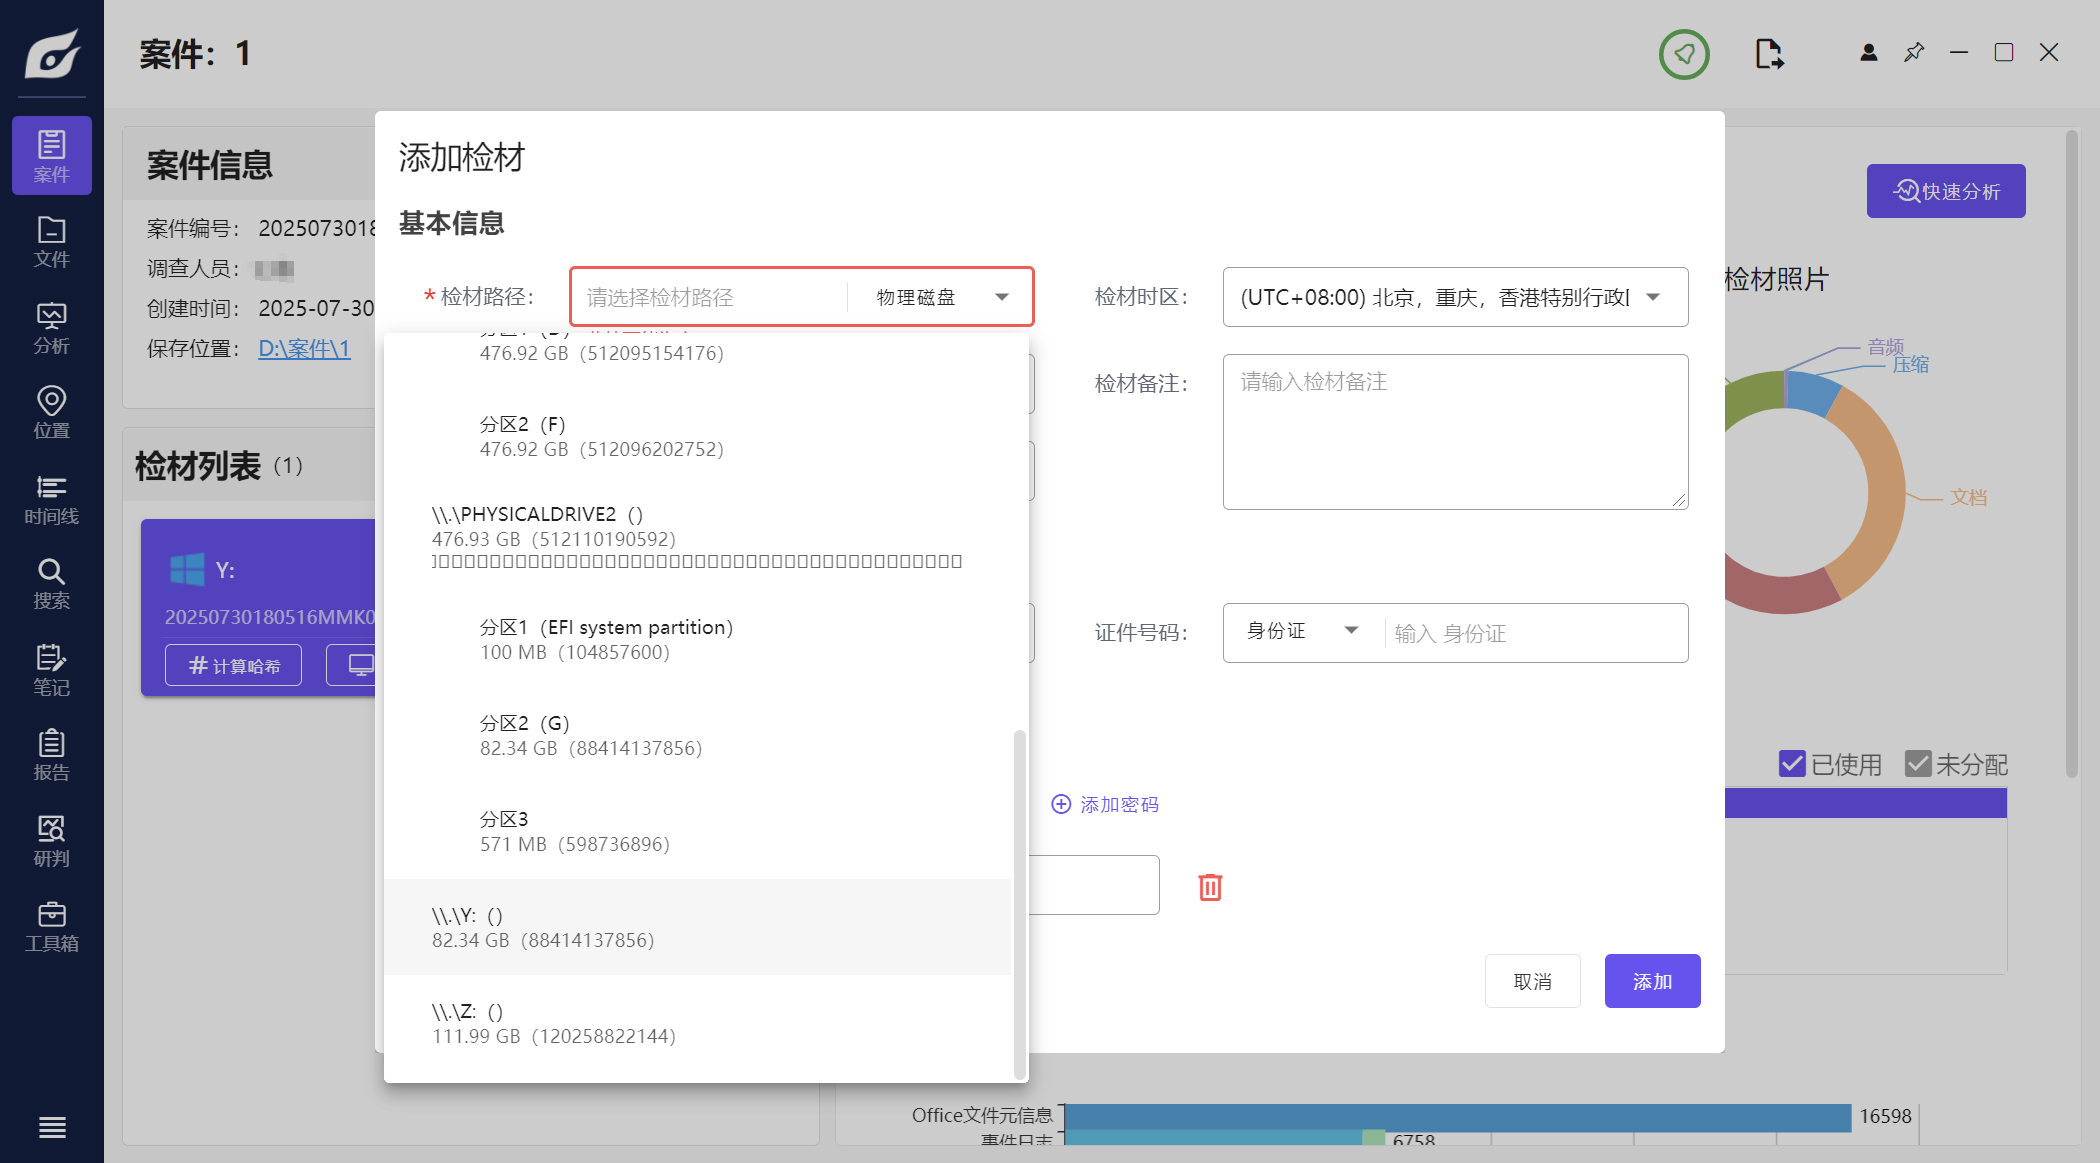 案件：1
案件
文件
分析
位置
时间线
搜索
笔记
报告
研判
工具箱
案件信息
案件编号： 2025073018
调查人员：
创建时间： 2025-07-30
保存位置： D:\案件\1
检材列表（1）
Y:
20250730180516MMK0
计算哈希
添加检材
基本信息
* 检材路径： 请选择检材路径 物理磁盘
476.92 GB（512095154176）
分区2（F）
476.92 GB（512096202752）
\\.\PHYSICALDRIVE2（）
476.93 GB（512110190592）
分区1（EFI system partition）
100 MB（104857600）
分区2（G）
82.34 GB（88414137856）
分区3
571 MB（598736896）
\\.\Y:（）
82.34 GB（88414137856）
\\.\Z:（）
111.99 GB（120258822144）
检材时区： (UTC+08:00) 北京，重庆，香港特别行政
检材备注： 请输入检材备注
证件号码： 身份证 输入 身份证
添加密码
取消
添加
快速分析
检材照片
音频
压缩
文档
已使用
未分配
Office文件元信息 16598
事件日志 6758